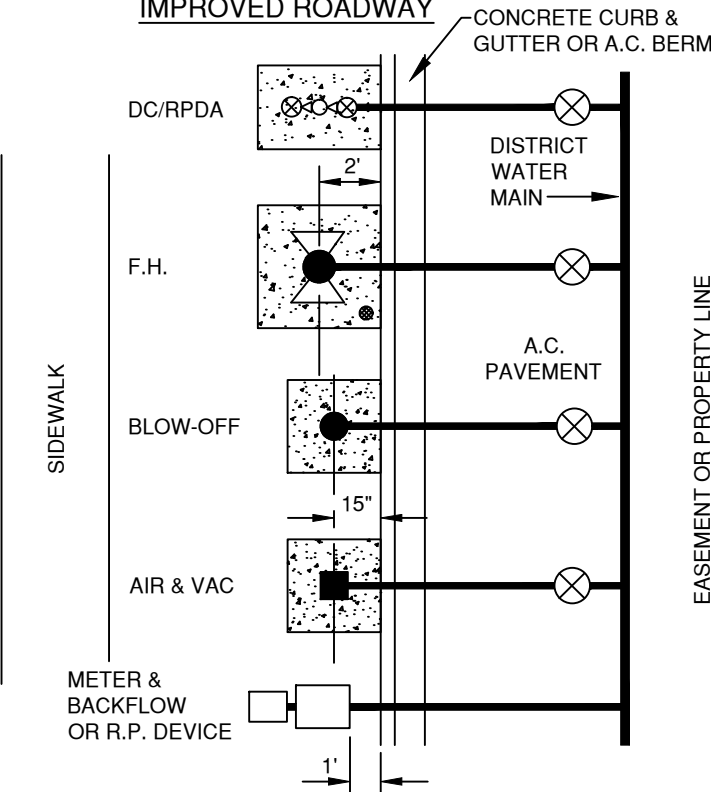 IMPROVED ROADWAY
CONCRETE CURB &
GUTTER OR A.C. BERM
DC/RPDA
DISTRICT
WATER
MAIN
2'
F.H.
A.C.
PAVEMENT
SIDEWALK
EASEMENT OR PROPERTY LINE
BLOW-OFF
15"
AIR & VAC
METER &
BACKFLOW
OR R.P. DEVICE
1'